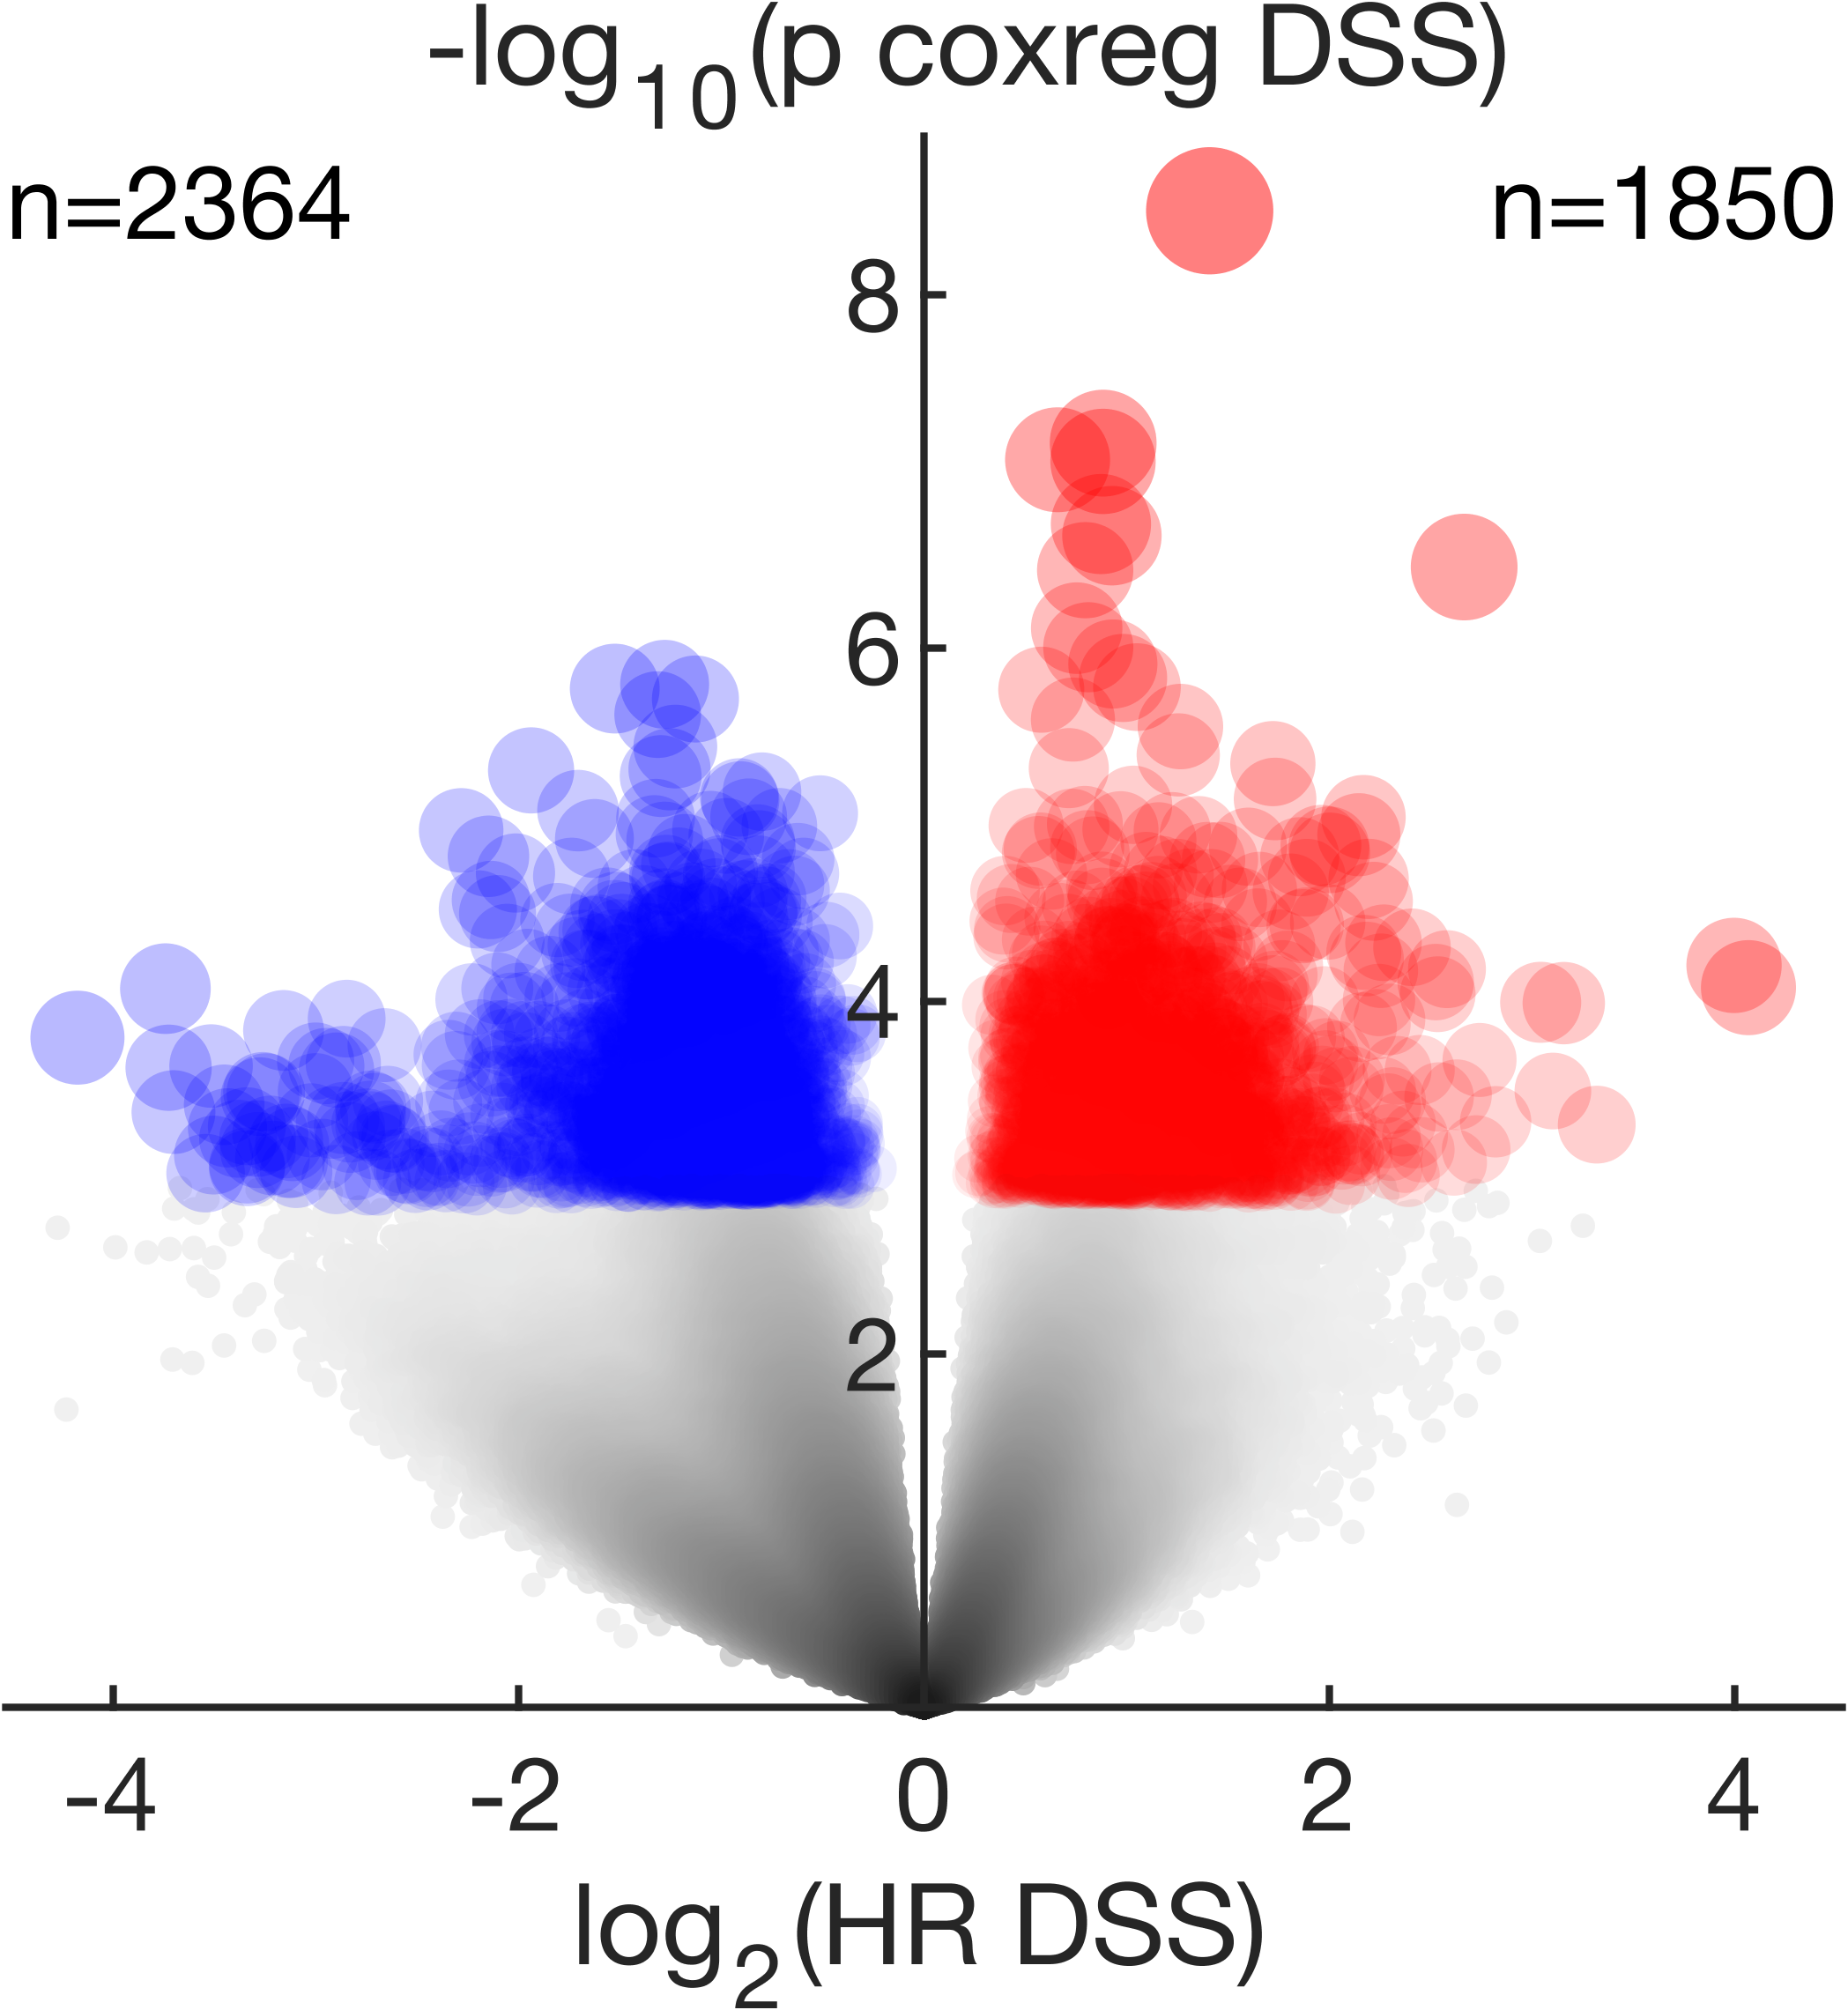 -log10(p coxreg DSS)
n=2364
n=1850
8
6
4
2
-4 -2 0 2 4
log2(HR DSS)